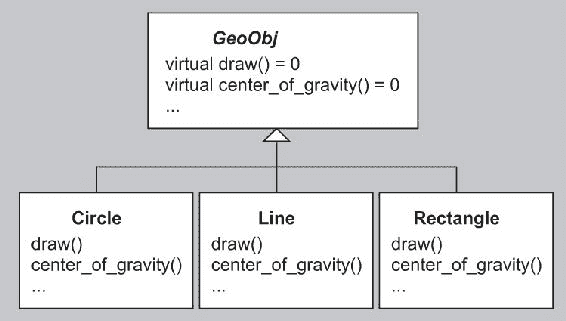 GeoObj
virtual draw() = 0
virtual center_of_gravity() = 0
...
Circle
draw()
center_of_gravity()
...
Line
draw()
center_of_gravity()
...
Rectangle
draw()
center_of_gravity()
...